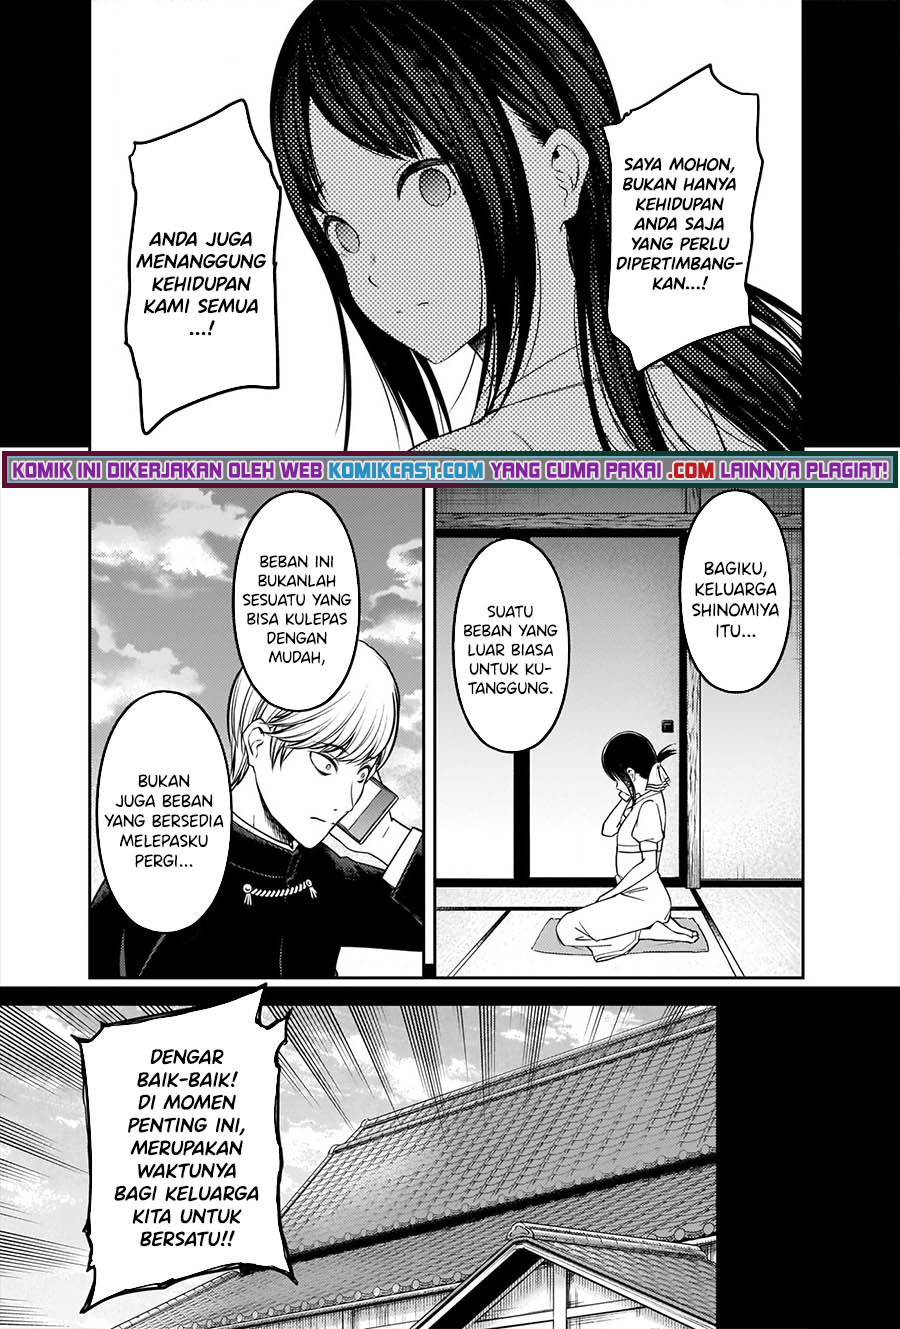 SAYA MOHON,
BUKAN HANYA
KEHIDUPAN
ANDA SAJA
YANG PERLU
DIPERTIMBANG-
KAN...!
ANDA JUGA
MENANGGUNG
KEHIDUPAN
KAMI SEMUA
...!
KOMIK INI DIKERJAKAN OLEH WEB KOMIKCAST.COM YANG CUMA PAKAI .COM LAINNYA PLAGIAT!
BAGIKU,
KELUARGA
SHINOMIYA
ITU...
SUATU
BEBAN YANG
LUAR BIASA
UNTUK KU-
TANGGUNG.
BEBAN INI
BUKANLAH
SESUATU YANG
BISA KULEPAS
DENGAN
MUDAH,
BUKAN
JUGA BEBAN
YANG BERSEDIA
MELEPASKU
PERGI...
DENGAR
BAIK-BAIK!
DI MOMEN
PENTING INI,
MERUPAKAN
WAKTUNYA
BAGI KELUARGA
KITA UNTUK
BERSATU!!